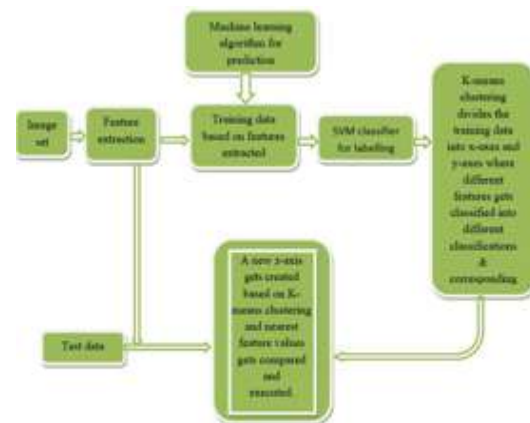 Machine learning
algorithm for
prediction
Image
set
Feature
extraction
Training data
based on features
extracted
SVM classifier
for labelling
K-means
clustering
divides the
training data
into x-axes and
y-axes where
different
features gets
classified into
different
classifications
&
corresponding
A new z-axis
gets created
based on K-
means clustering
and nearest
feature values
gets compared
and
executed.
Test data